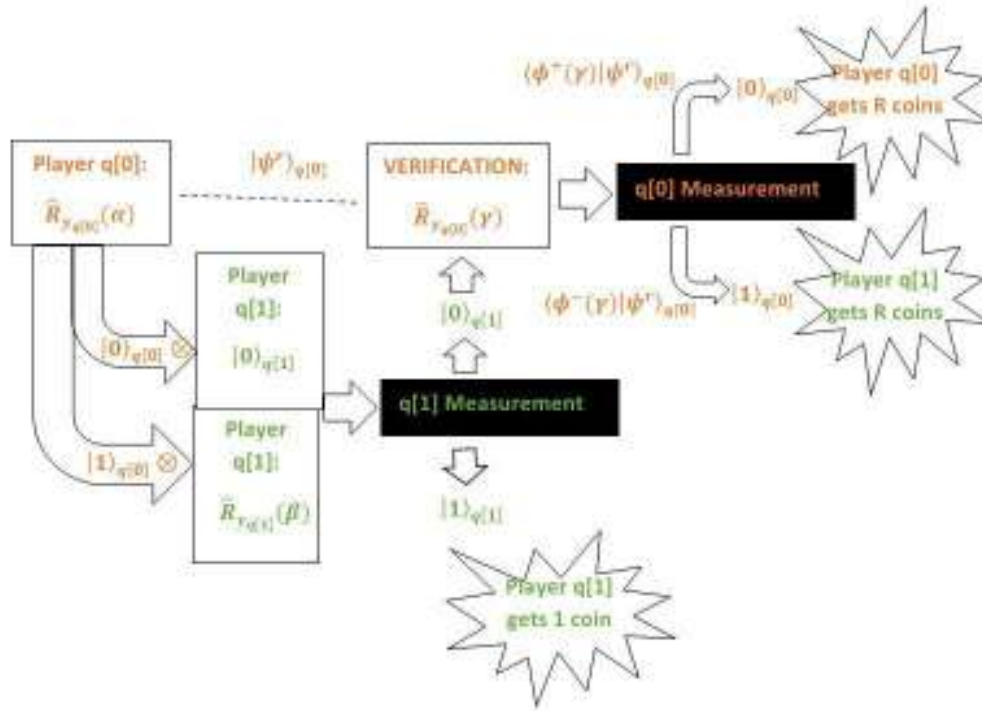 ⟨ϕ⁺(γ)|ψ'⟩q[0]
|0⟩q[0]
Player q[0]
gets R coins
Player q[0]:
R̂y_q[0](α)
|ψ'⟩q[0]
VERIFICATION:
R̂y_q[0](γ)
q[0] Measurement
⟨ϕ⁻(γ)|ψ'⟩q[0]
|1⟩q[0]
Player q[1]
gets R coins
|0⟩q[0] ⊗
Player
q[1]:
|0⟩q[1]
|0⟩q[1]
q[1] Measurement
|1⟩q[0] ⊗
Player
q[1]:
R̂y_q[1](β)
|1⟩q[1]
Player q[1]
gets 1 coin